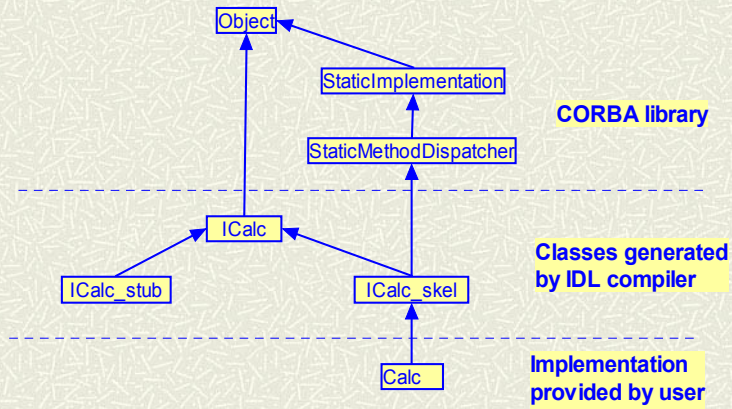 Object
StaticImplementation
CORBA library
StaticMethodDispatcher
ICalc
Classes generated
by IDL compiler
ICalc_stub
ICalc_skel
Implementation
provided by user
Calc